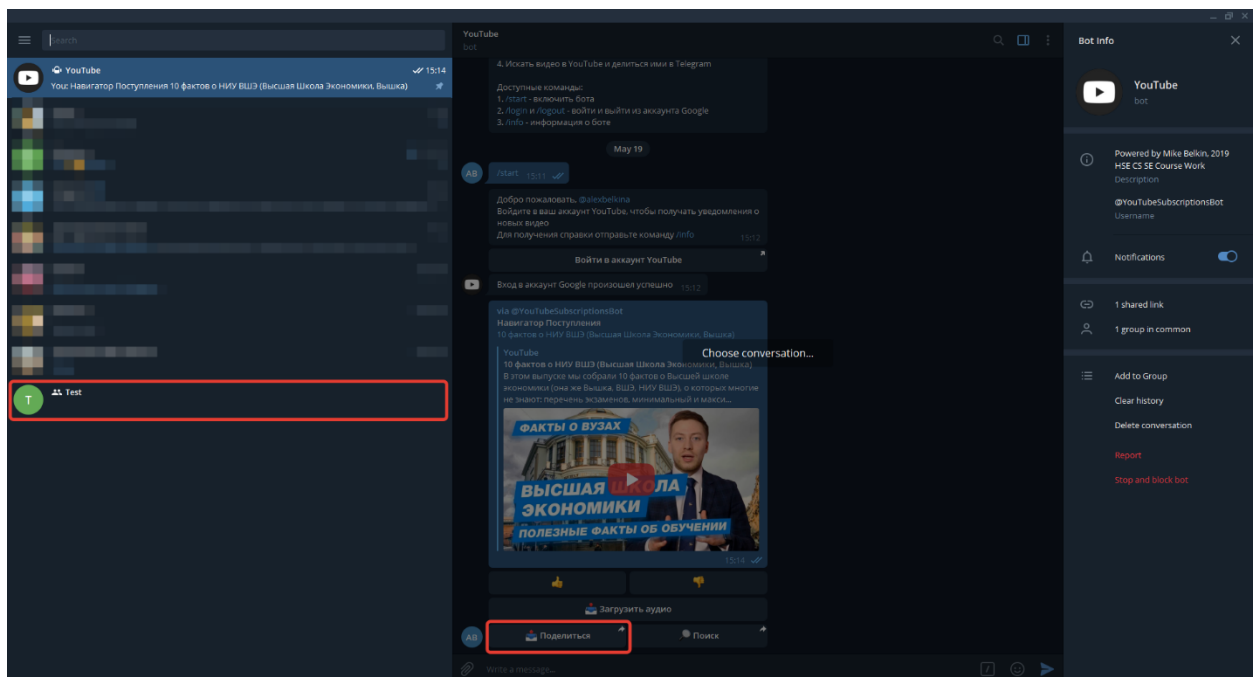 Search
YouTube
15:14
You: Навигатор Поступления 10 фактов о НИУ ВШЭ (Высшая Школа Экономики, Вышка)
T
Test
YouTube
bot
4. Искать видео в YouTube и делиться ими в Telegram
Доступные команды:
1. /start - включить бота
2. /login и /logout - войти и выйти из аккаунта Google
3. /info - информация о боте
May 19
AB
/start 15:11
Добро пожаловать, @alexbelkina
Войдите в ваш аккаунт YouTube, чтобы получать уведомления о
новых видео
Для получения справки отправьте команду /info
15:12
Войти в аккаунт YouTube
Вход в аккаунт Google произошел успешно 15:12
via @YouTubeSubscriptionsBot
Навигатор Поступления
10 фактов о НИУ ВШЭ (Высшая Школа Экономики, Вышка)
YouTube
10 фактов о НИУ ВШЭ (Высшая Школа Экономики, Вышка)
В этом выпуске мы собрали 10 фактов о Высшей школе
экономики (она же Вышка, ВШЭ, НИУ ВШЭ), о которых многие
не знают: перечень экзаменов, минимальный и макси...
Choose conversation...
ФАКТЫ О ВУЗАХ
ВЫСШАЯ ШКОЛА
ЭКОНОМИКИ
ПОЛЕЗНЫЕ ФАКТЫ ОБ ОБУЧЕНИИ
15:14
Загрузить аудио
AB
Поделиться
Поиск
Write a message...
Bot Info
YouTube
bot
Powered by Mike Belkin, 2019
HSE CS SE Course Work
Description
@YouTubeSubscriptionsBot
Username
Notifications
1 shared link
1 group in common
Add to Group
Clear history
Delete conversation
Report
Stop and block bot